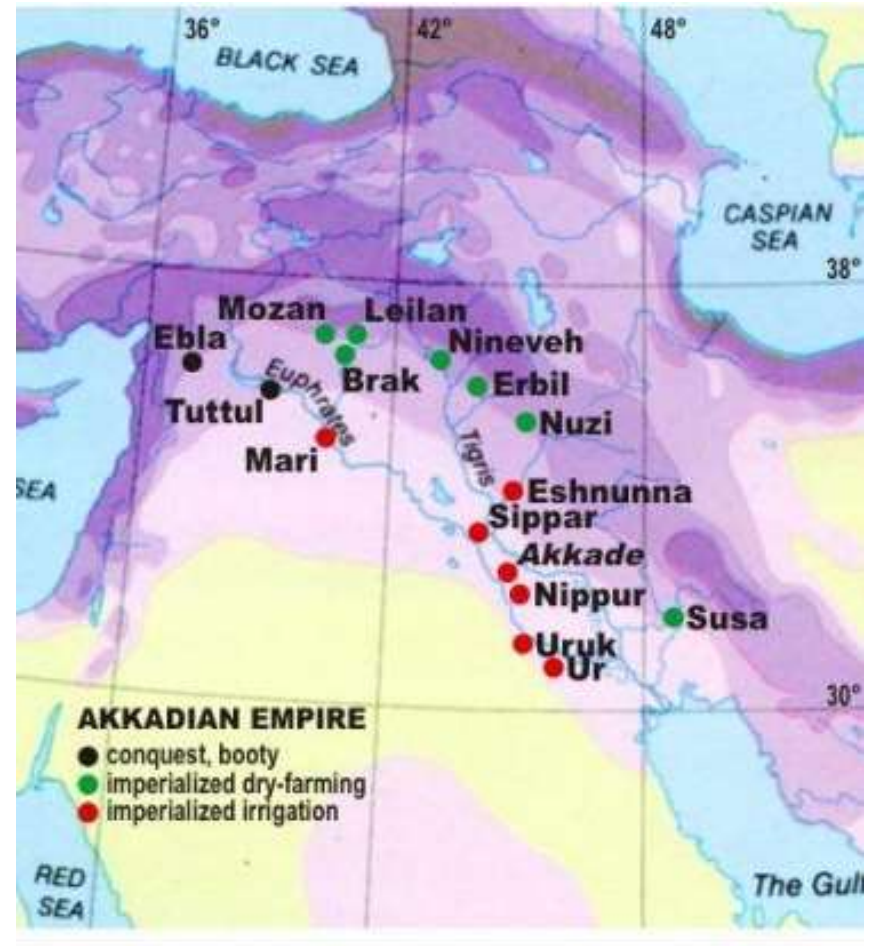 36°
42°
48°
BLACK SEA
CASPIAN
SEA
38°
Mozan
Leilan
Ebla
Nineveh
Euphrates
Brak
Erbil
Tuttul
Nuzi
Tigris
Mari
SEA
Eshnunna
Sippar
Akkade
Nippur
Susa
Uruk
Ur
30°
AKKADIAN EMPIRE
conquest, booty
imperialized dry-farming
imperialized irrigation
RED
SEA
The Gulf